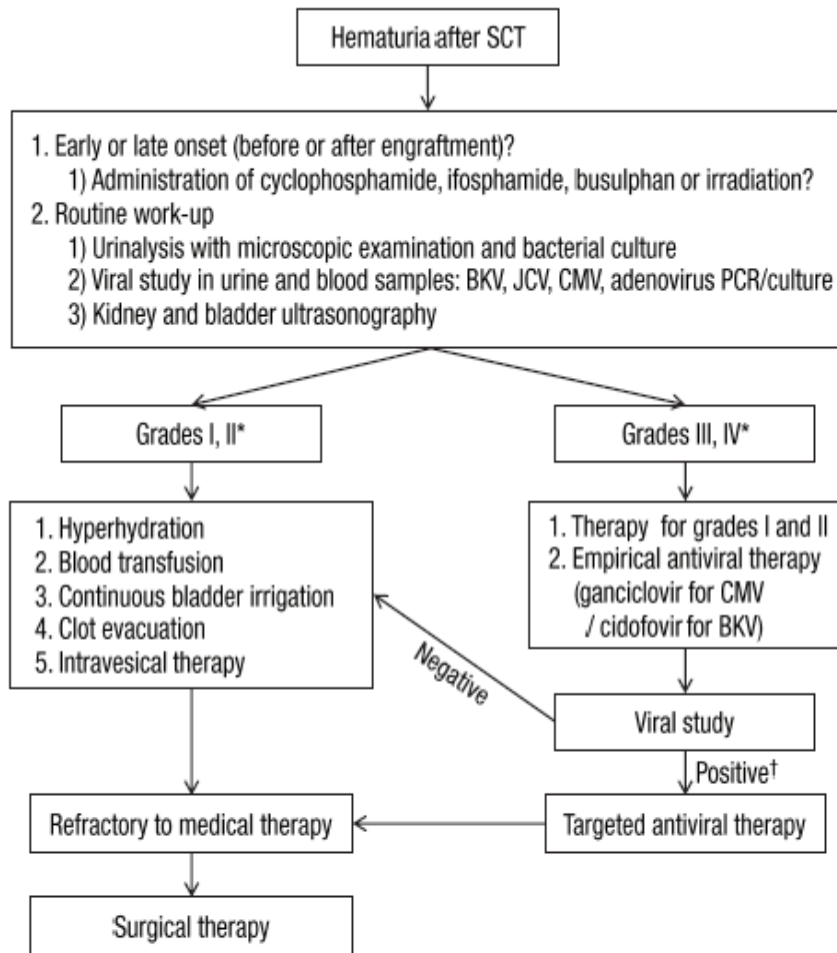 Hematuria after SCT
1. Early or late onset (before or after engraftment)?
1) Administration of cyclophosphamide, ifosphamide, busulphan or irradiation?
2. Routine work-up
1) Urinalysis with microscopic examination and bacterial culture
2) Viral study in urine and blood samples: BKV, JCV, CMV, adenovirus PCR/culture
3) Kidney and bladder ultrasonography
Grades I, II*
Grades III, IV*
1. Hyperhydration
2. Blood transfusion
3. Continuous bladder irrigation
4. Clot evacuation
5. Intravesical therapy
1. Therapy for grades I and II
2. Empirical antiviral therapy
(ganciclovir for CMV
./ cidofovir for BKV)
Negative
Viral study
Positive†
Refractory to medical therapy
Targeted antiviral therapy
Surgical therapy